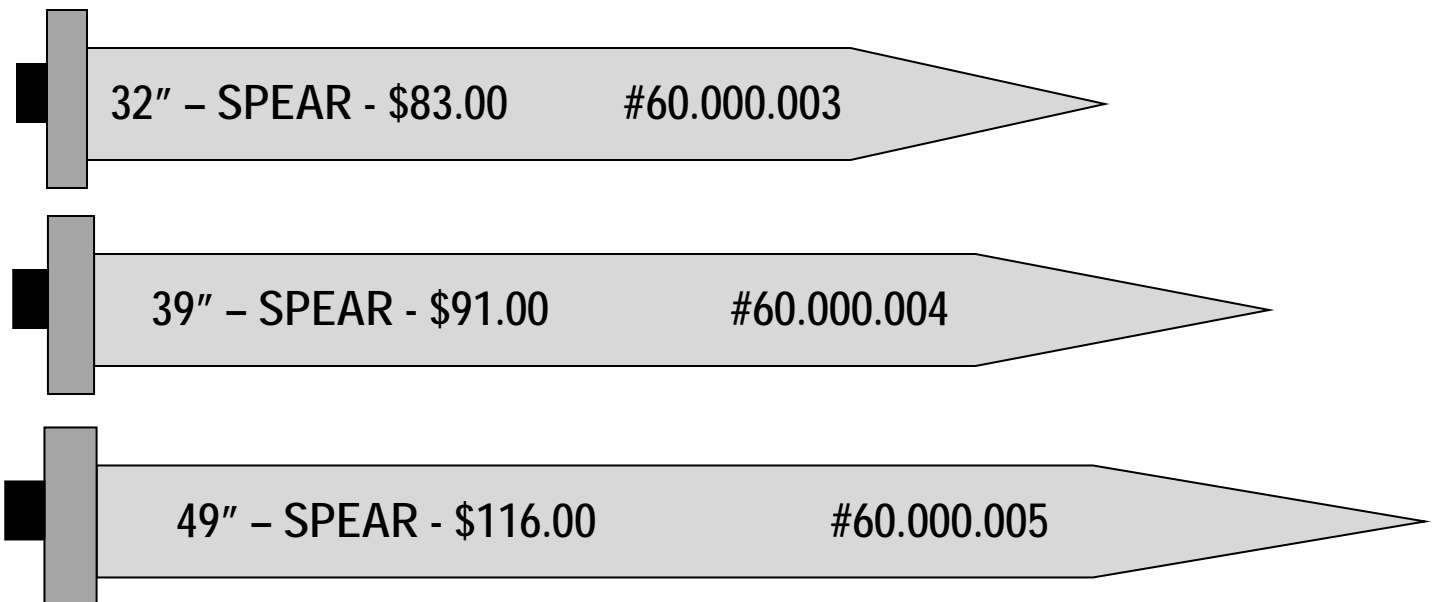 32″ – SPEAR - $83.00 #60.000.003
39″ – SPEAR - $91.00 #60.000.004
49″ – SPEAR - $116.00 #60.000.005